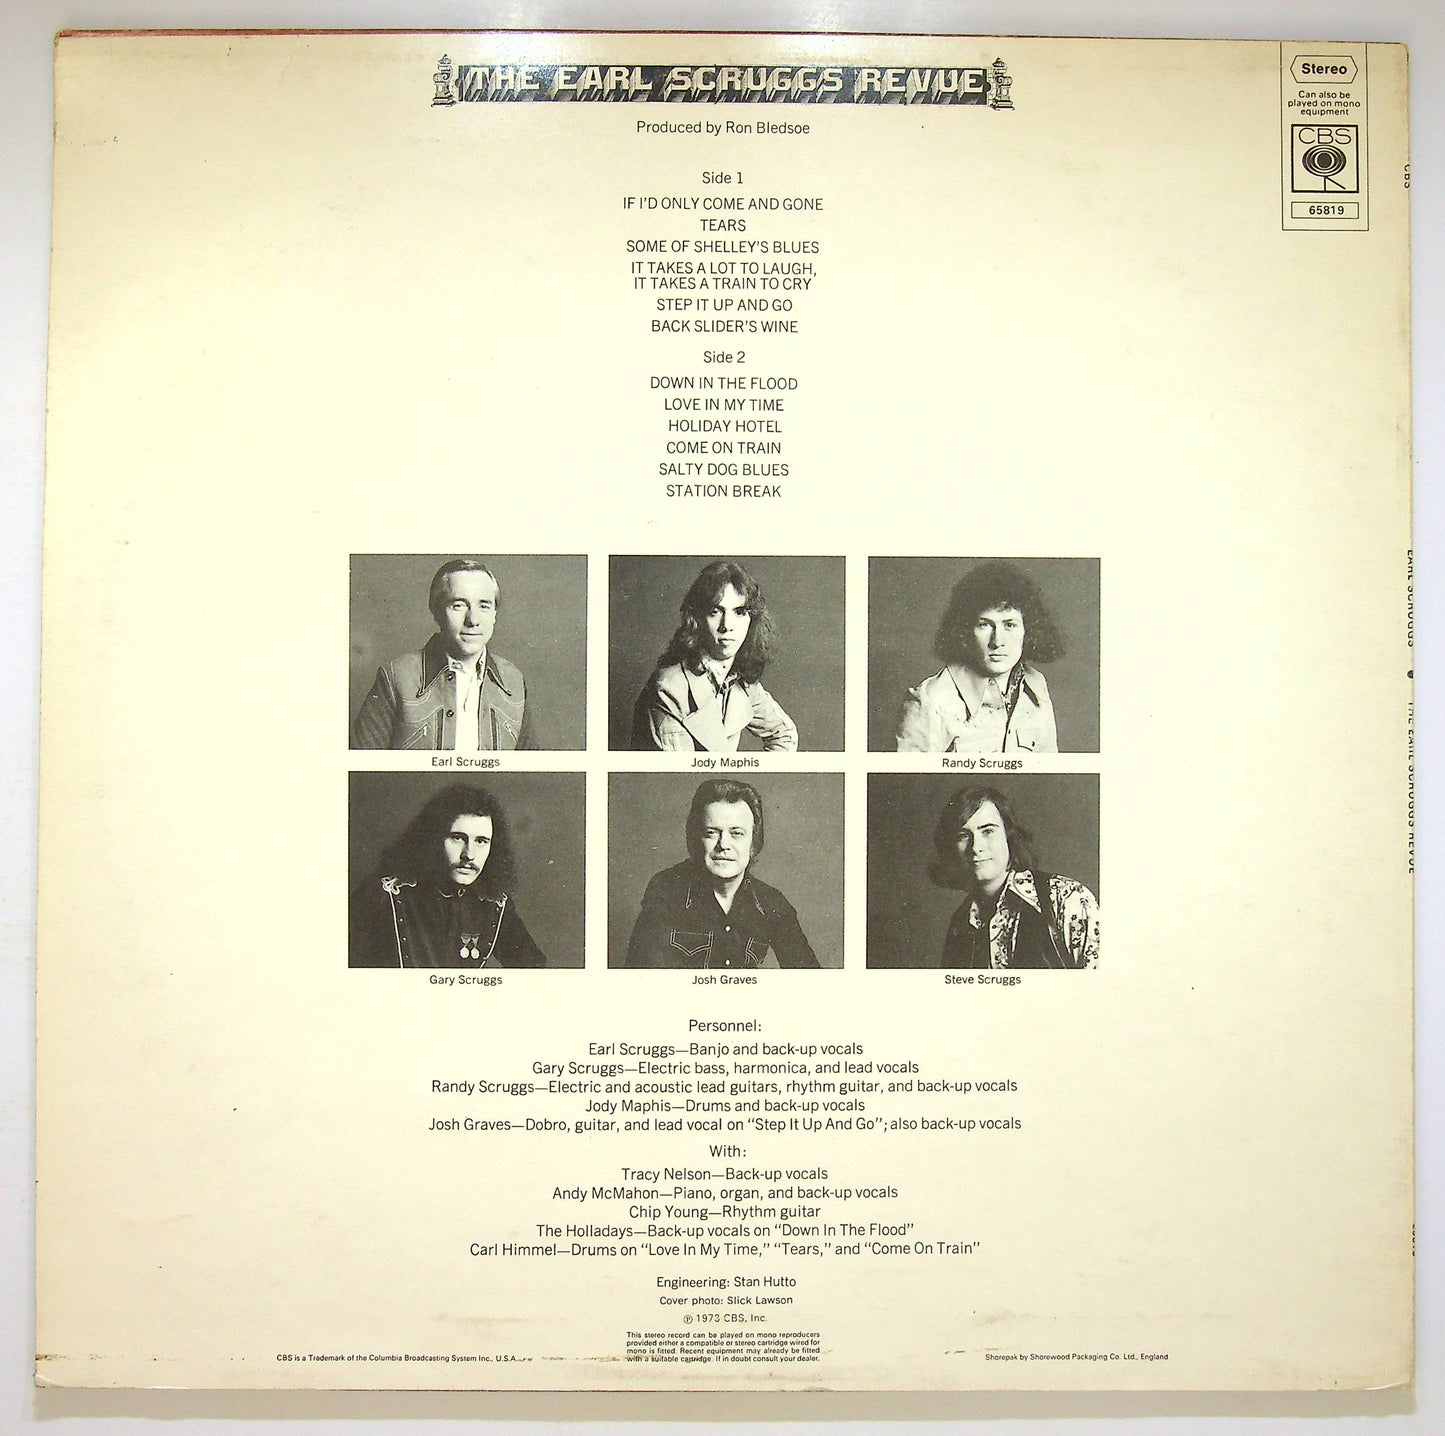 THE EARL SCRUGGS REVUE
Produced by Ron Bledsoe
Stereo
Can also be
played on mono
equipment
CBS
65819
Side 1
IF I'D ONLY COME AND GONE
TEARS
SOME OF SHELLEY'S BLUES
IT TAKES A LOT TO LAUGH,
IT TAKES A TRAIN TO CRY
STEP IT UP AND GO
BACK SLIDER'S WINE
Side 2
DOWN IN THE FLOOD
LOVE IN MY TIME
HOLIDAY HOTEL
COME ON TRAIN
SALTY DOG BLUES
STATION BREAK
Earl Scruggs
Jody Maphis
Randy Scruggs
Gary Scruggs
Josh Graves
Steve Scruggs
Personnel:
Earl Scruggs—Banjo and back-up vocals
Gary Scruggs—Electric bass, harmonica, and lead vocals
Randy Scruggs—Electric and acoustic lead guitars, rhythm guitar, and back-up vocals
Jody Maphis—Drums and back-up vocals
Josh Graves—Dobro, guitar, and lead vocal on "Step It Up And Go"; also back-up vocals
With:
Tracy Nelson—Back-up vocals
Andy McMahon—Piano, organ, and back-up vocals
Chip Young—Rhythm guitar
The Holladays—Back-up vocals on "Down In The Flood"
Carl Himmel—Drums on "Love In My Time," "Tears," and "Come On Train"
Engineering: Stan Hutto
Cover photo: Slick Lawson
℗ 1973 CBS, Inc.
This stereo record can be played on mono reproducers
provided either a compatible or stereo cartridge wired for
mono is fitted. Recent equipment may already be fitted
with a suitable cartridge. If in doubt consult your dealer.
CBS is a Trademark of the Columbia Broadcasting System Inc., U.S.A.
Shorepak by Shorewood Packaging Co. Ltd., England
CBS
EARL SCRUGGS • THE EARL SCRUGGS REVUE